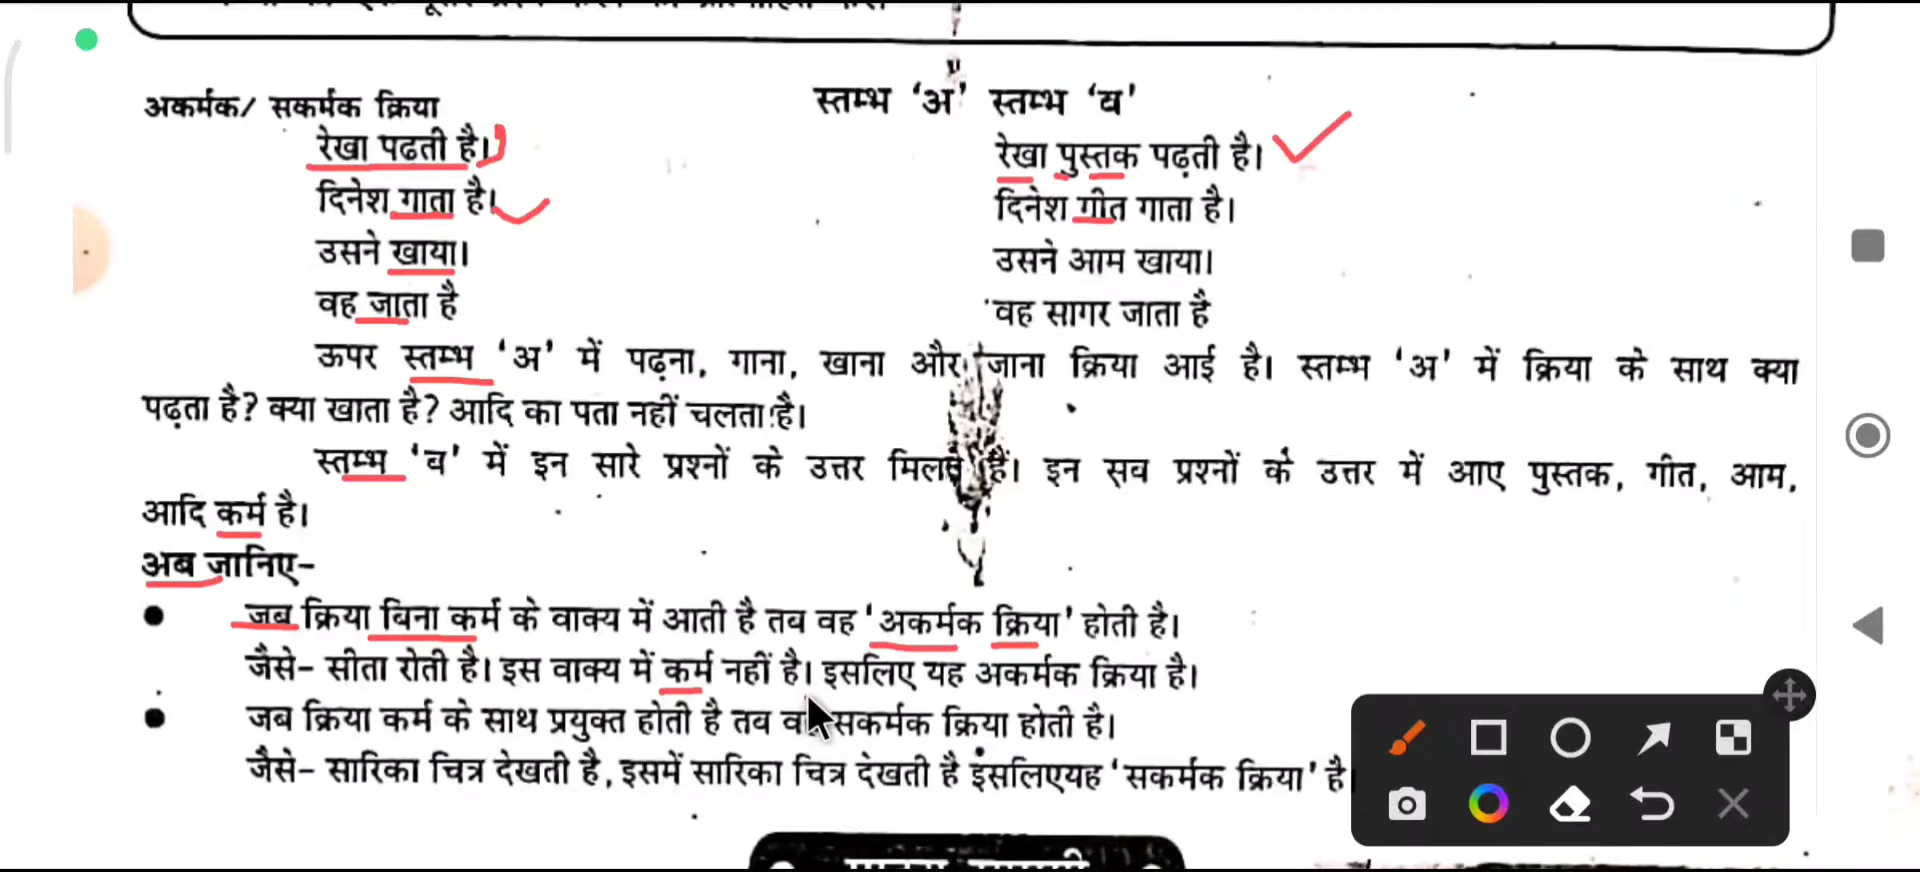 अकर्मक/ सकर्मक क्रिया
स्तम्भ 'अ' स्तम्भ 'ब'
रेखा पढती है।
रेखा पुस्तक पढ़ती है।
दिनेश गाता है।
दिनेश गीत गाता है।
उसने खाया।
उसने आम खाया।
वह जाता है
वह सागर जाता है
ऊपर स्तम्भ 'अ' में पढ़ना, गाना, खाना और जाना क्रिया आई है। स्तम्भ 'अ' में क्रिया के साथ क्या
पढ़ता है? क्या खाता है? आदि का पता नहीं चलता है।
स्तम्भ 'ब' में इन सारे प्रश्नों के उत्तर मिलते हैं। इन सब प्रश्नों के उत्तर में आए पुस्तक, गीत, आम,
आदि कर्म है।
अब जानिए-
● जब क्रिया बिना कर्म के वाक्य में आती है तब वह 'अकर्मक क्रिया' होती है।
जैसे- सीता रोती है। इस वाक्य में कर्म नहीं है। इसलिए यह अकर्मक क्रिया है।
● जब क्रिया कर्म के साथ प्रयुक्त होती है तब सकर्मक क्रिया होती है।
जैसे- सारिका चित्र देखती है, इसमें सारिका चित्र देखती है इसलिएयह 'सकर्मक क्रिया' है